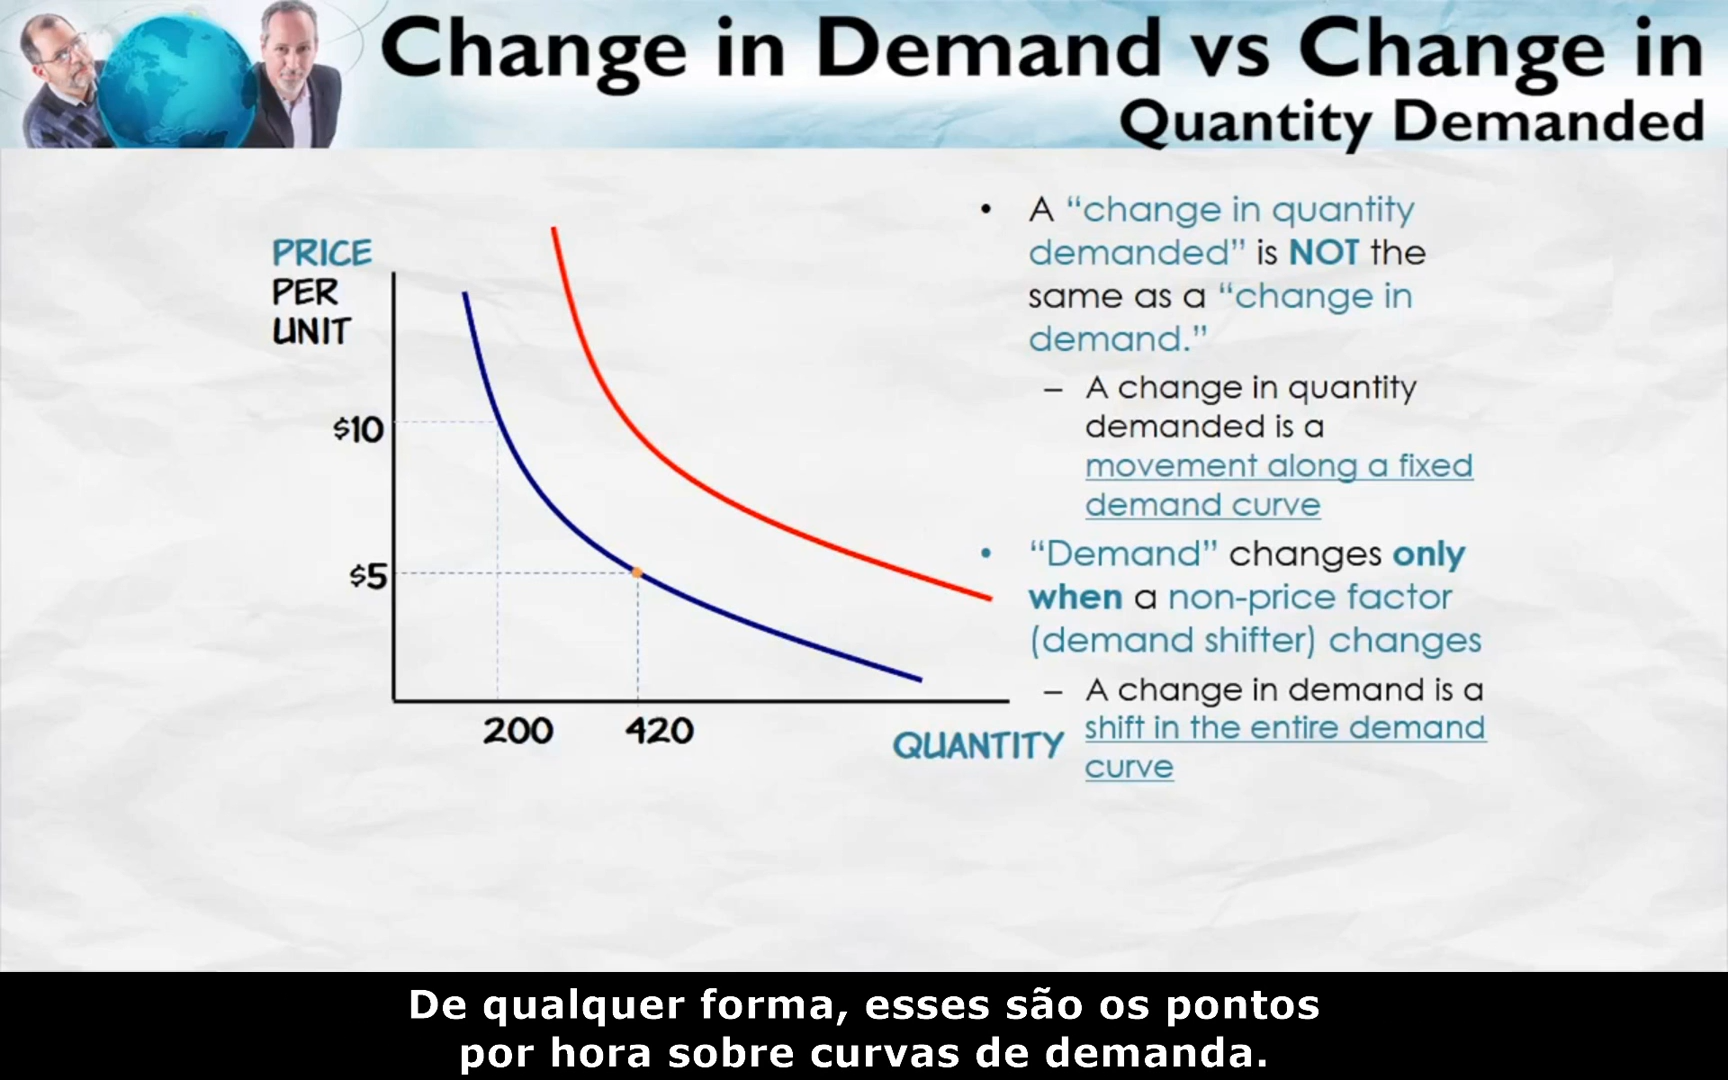 Change in Demand vs Change in
Quantity Demanded
PRICE
PER
UNIT
$10
$5
200
420
QUANTITY
• A “change in quantity
demanded” is NOT the
same as a “change in
demand.”
– A change in quantity
demanded is a
movement along a fixed
demand curve
• “Demand” changes only
when a non-price factor
(demand shifter) changes
– A change in demand is a
shift in the entire demand
curve
De qualquer forma, esses são os pontos
por hora sobre curvas de demanda.